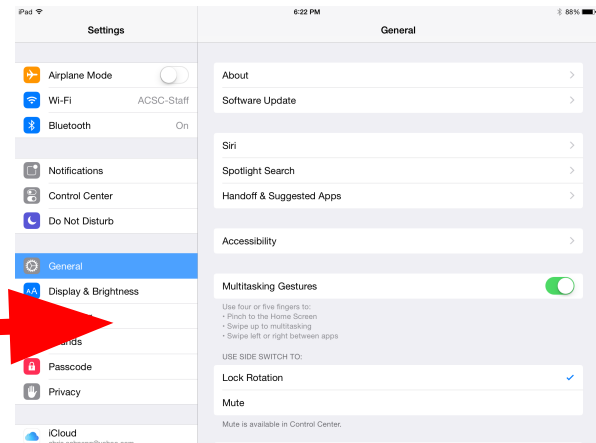 iPad 6:22 PM 88%
Settings
General
Airplane Mode
Wi-Fi ACSC-Staff
Bluetooth On
Notifications
Control Center
Do Not Disturb
General
AA Display & Brightness
Passcode
Privacy
iCloud
About
Software Update
Siri
Spotlight Search
Handoff & Suggested Apps
Accessibility
Multitasking Gestures
Use four or five fingers to:
• Pinch to the Home Screen
• Swipe up to multitasking
• Swipe left or right between apps
USE SIDE SWITCH TO:
Lock Rotation
Mute
Mute is available in Control Center.